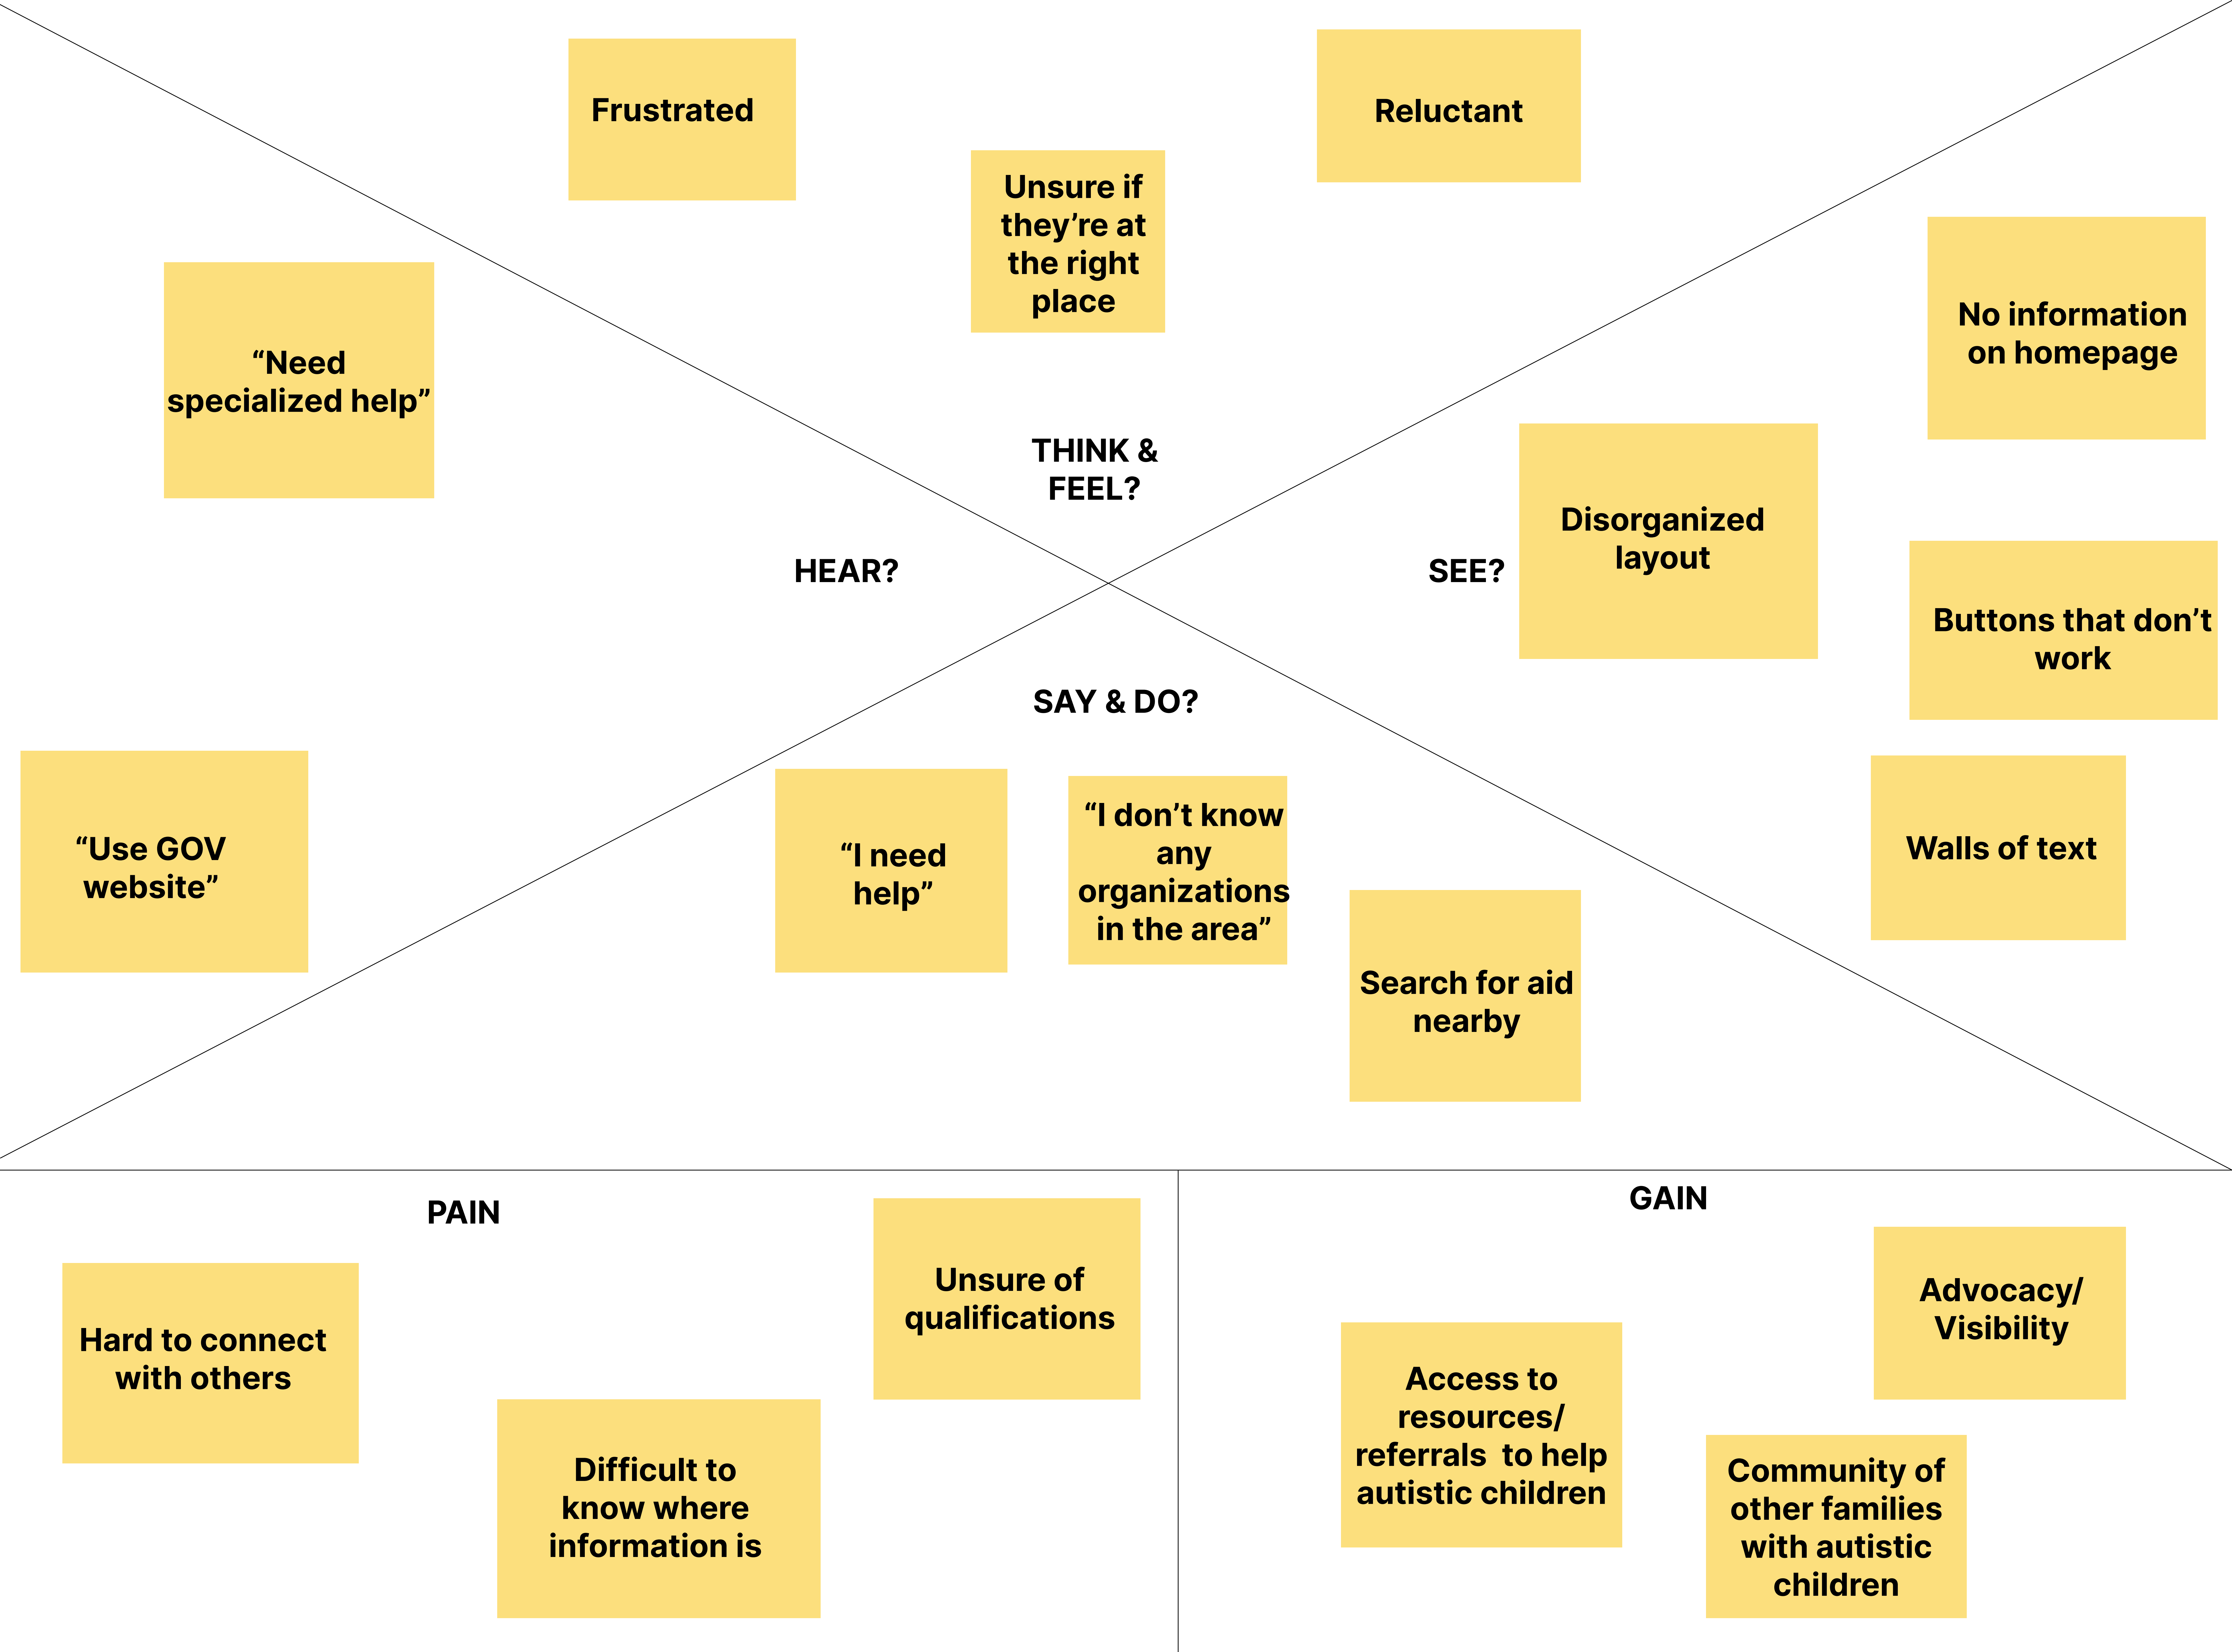 Frustrated
Reluctant
Unsure if
they’re at
the right
place
THINK &
FEEL?
“Need
specialized help”
“Use GOV
website”
HEAR?
SEE?
No information
on homepage
Disorganized
layout
Buttons that don’t
work
Walls of text
SAY & DO?
“I need
help”
“I don’t know
any
organizations
in the area”
Search for aid
nearby
PAIN
Hard to connect
with others
Difficult to
know where
information is
Unsure of
qualifications
GAIN
Access to
resources/
referrals  to help
autistic children
Advocacy/
Visibility
Community of
other families
with autistic
children